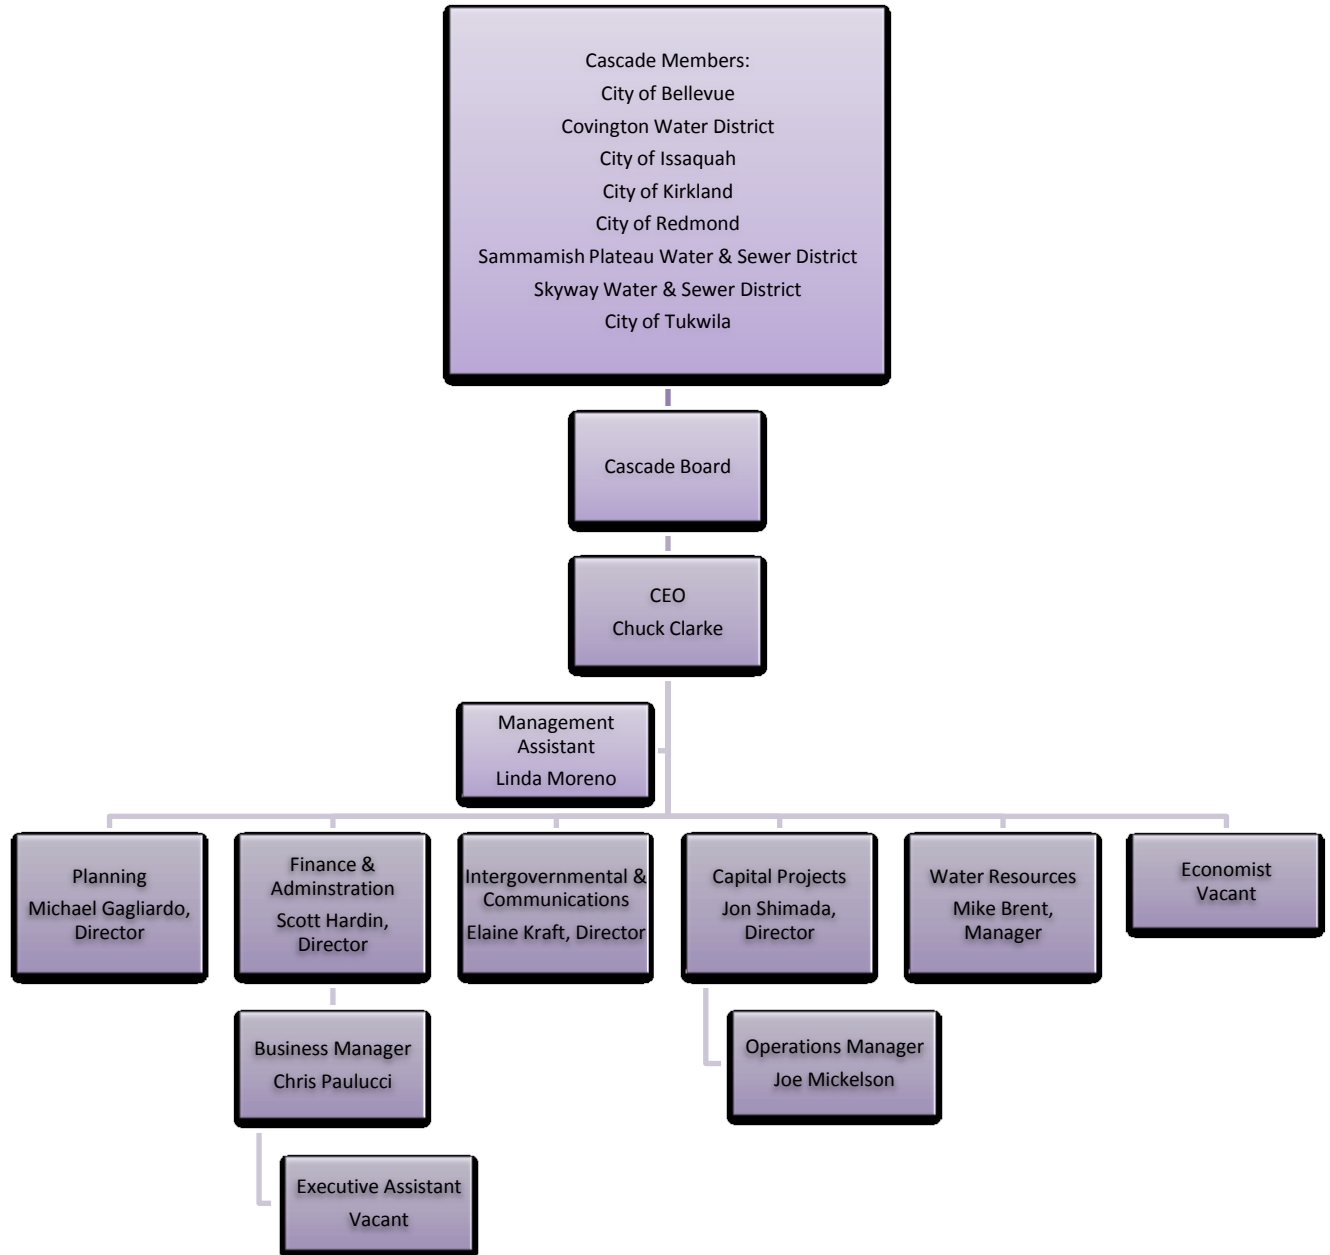 Cascade Members:
City of Bellevue
Covington Water District
City of Issaquah
City of Kirkland
City of Redmond
Sammamish Plateau Water & Sewer District
Skyway Water & Sewer District
City of Tukwila
Cascade Board
CEO
Chuck Clarke
Management
Assistant
Linda Moreno
Planning
Michael Gagliardo,
Director
Finance &
Adminstration
Scott Hardin,
Director
Intergovernmental &
Communications
Elaine Kraft, Director
Capital Projects
Jon Shimada,
Director
Water Resources
Mike Brent,
Manager
Economist
Vacant
Business Manager
Chris Paulucci
Operations Manager
Joe Mickelson
Executive Assistant
Vacant